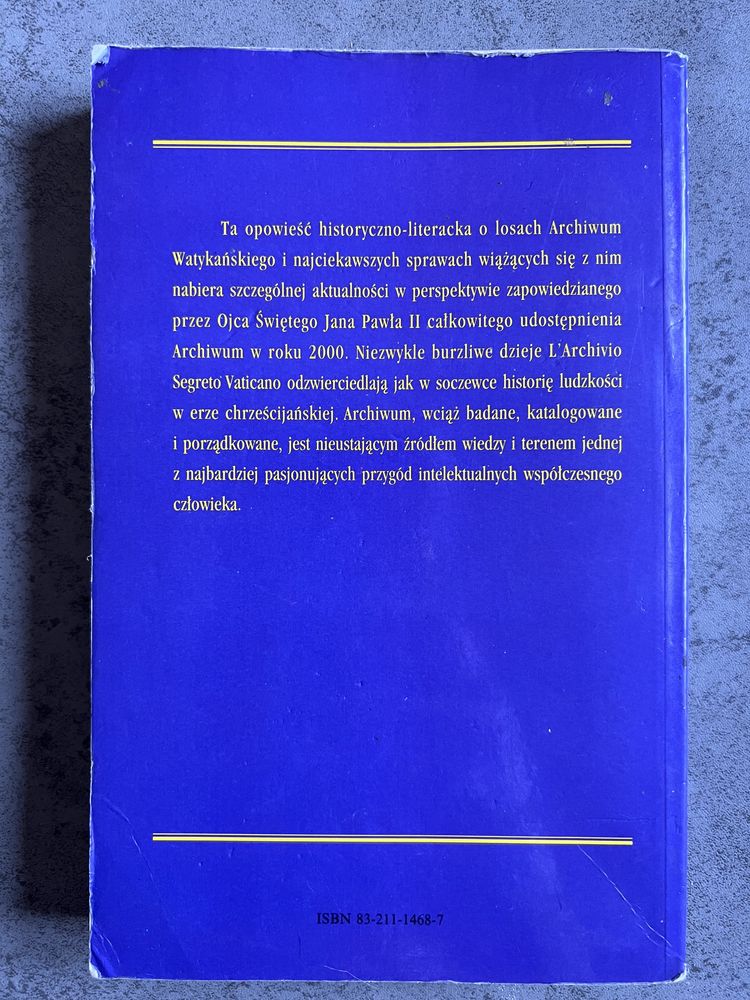 Ta opowieść historyczno-literacka o losach Archiwum
Watykańskiego i najciekawszych sprawach wiążących się z nim
nabiera szczególnej aktualności w perspektywie zapowiedzianego
przez Ojca Świętego Jana Pawła II całkowitego udostępnienia
Archiwum w roku 2000. Niezwykle burzliwe dzieje L'Archivio
Segreto Vaticano odzwierciedlają jak w soczewce historię ludzkości
w erze chrześcijańskiej. Archiwum, wciąż badane, katalogowane
i porządkowane, jest nieustającym źródłem wiedzy i terenem jednej
z najbardziej pasjonujących przygód intelektualnych współczesnego
człowieka.
ISBN 83-211-1468-7